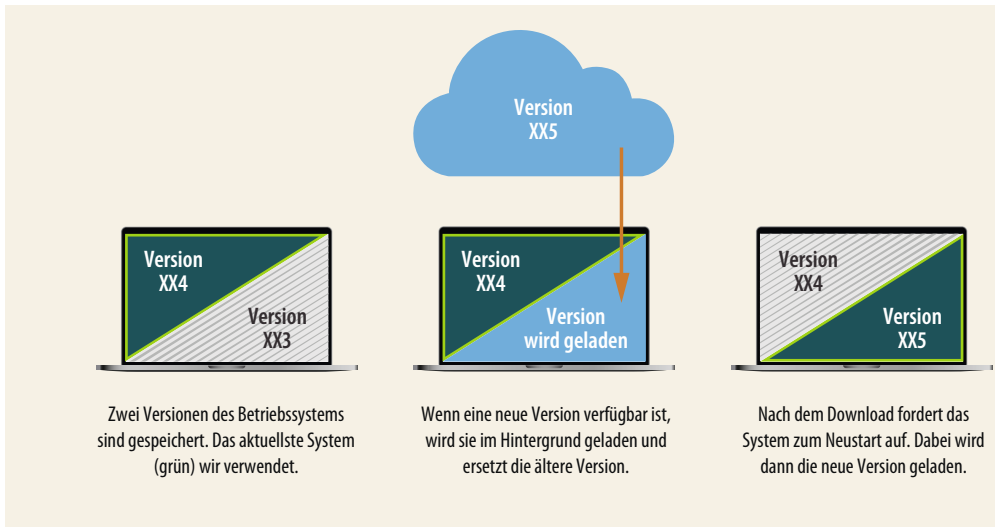 Version
XX5
Version
XX4
Version
XX3
Version
XX4
Version
wird geladen
Version
XX4
Version
XX5
Zwei Versionen des Betriebssystems
sind gespeichert. Das aktuellste System
(grün) wir verwendet.
Wenn eine neue Version verfügbar ist,
wird sie im Hintergrund geladen und
ersetzt die ältere Version.
Nach dem Download fordert das
System zum Neustart auf. Dabei wird
dann die neue Version geladen.